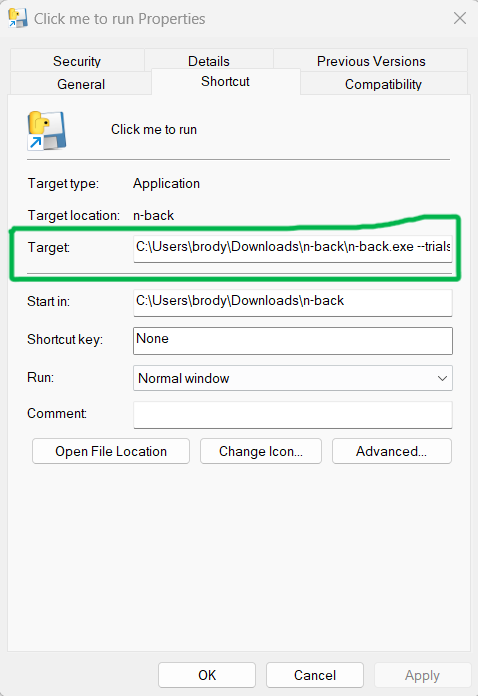 Click me to run Properties
Security Details Previous Versions
General Shortcut Compatibility
Click me to run
Target type: Application
Target location: n-back
Target: C:\Users\brody\Downloads\n-back\n-back.exe --trials
Start in: C:\Users\brody\Downloads\n-back
Shortcut key: None
Run: Normal window
Comment:
Open File Location Change Icon... Advanced...
OK Cancel Apply